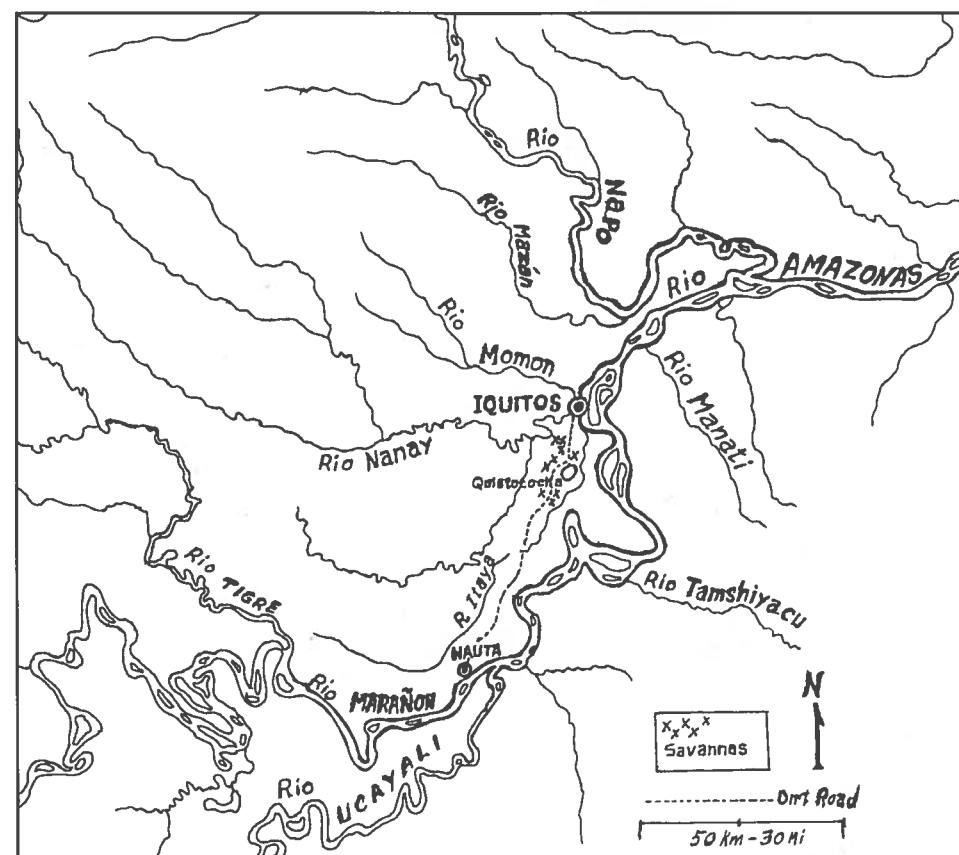 Rio
Napo
Rio
Mazán
Rio
AMAZONAS
Rio
Momon
IQUITOS
Rio Manati
Rio Nanay
Quistococha
Rio TIGRE
R. Itaya
Rio Tamshiyacu
NAUTA
Rio
MARAÑON
N
x x x x x
Savannas
Rio
UCAYALI
Dirt Road
50 km - 30 Mi